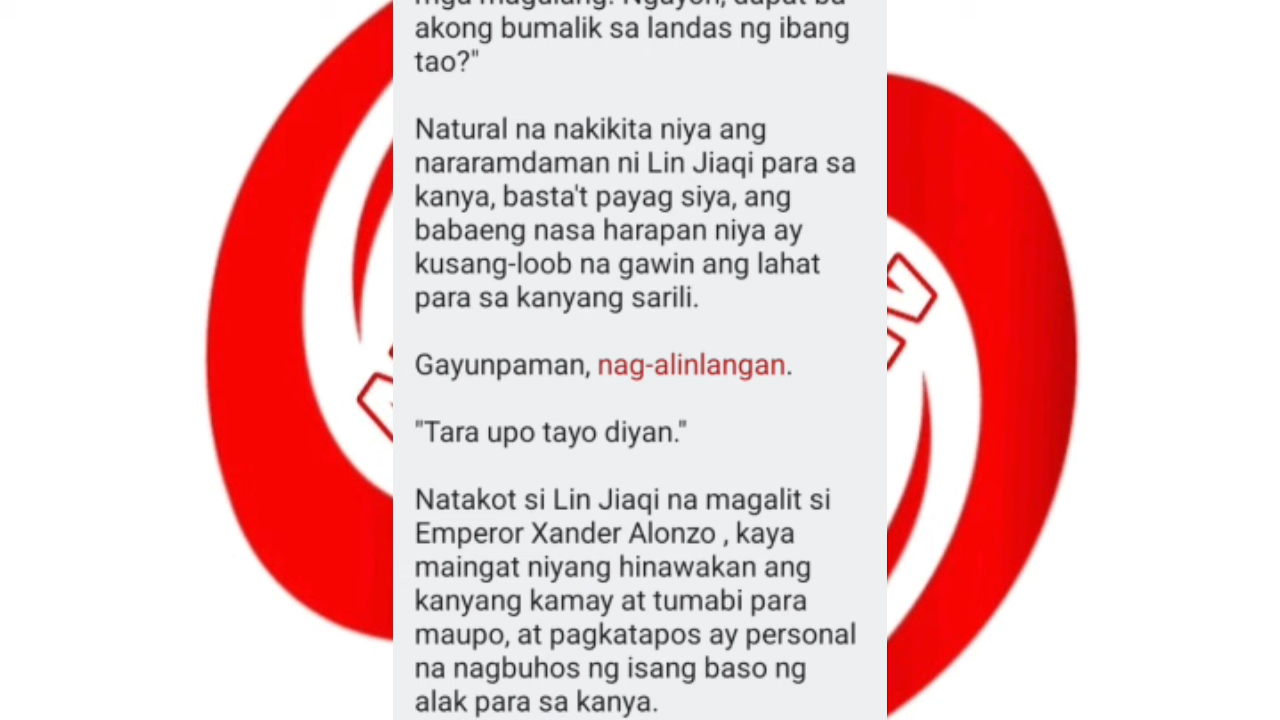 akong bumalik sa landas ng ibang
tao?"
Natural na nakikita niya ang
nararamdaman ni Lin Jiaqi para sa
kanya, basta't payag siya, ang
babaeng nasa harapan niya ay
kusang-loob na gawin ang lahat
para sa kanyang sarili.
Gayunpaman, nag-alinlangan.
"Tara upo tayo diyan."
Natakot si Lin Jiaqi na magalit si
Emperor Xander Alonzo , kaya
maingat niyang hinawakan ang
kanyang kamay at tumabi para
maupo, at pagkatapos ay personal
na nagbuhos ng isang baso ng
alak para sa kanya.